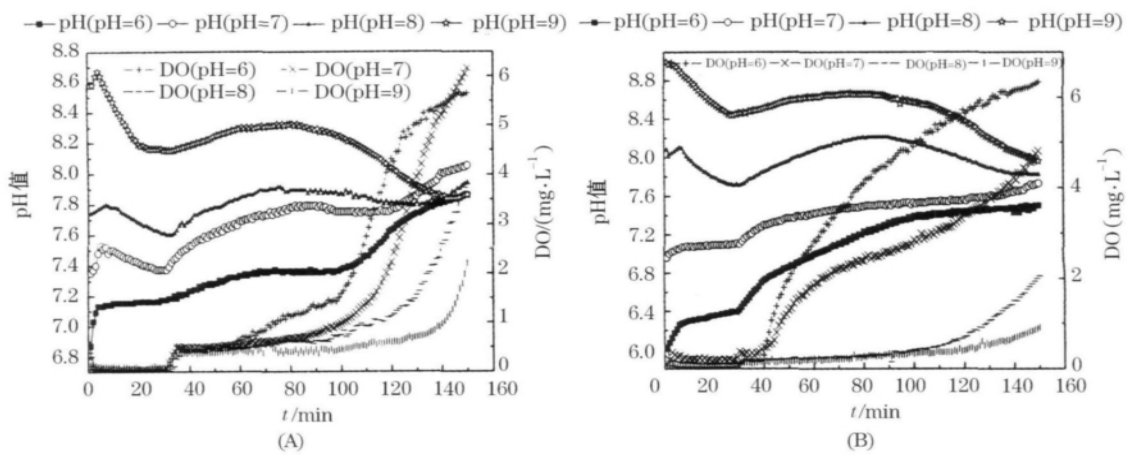 pH(pH=6) pH(pH=7) pH(pH=8) pH(pH=9)
8.8
8.6
8.4
8.2
8.0
7.8
7.6
7.4
7.2
7.0
6.8
pH值
DO(pH=6) DO(pH=7)
DO(pH=8) DO(pH=9)
6
5
4
3
2
1
0
DO/(mg·L⁻¹)
0 20 40 60 80 100 120 140 160
t/min
(A)
pH(pH=6) pH(pH=7) pH(pH=8) pH(pH=9)
8.8
8.4
8.0
7.6
7.2
6.8
6.4
6.0
pH值
DO(pH=6) DO(pH=7) DO(pH=8) DO(pH=9)
6
4
2
0
DO(mg·L⁻¹)
0 20 40 60 80 100 120 140 160
t/min
(B)